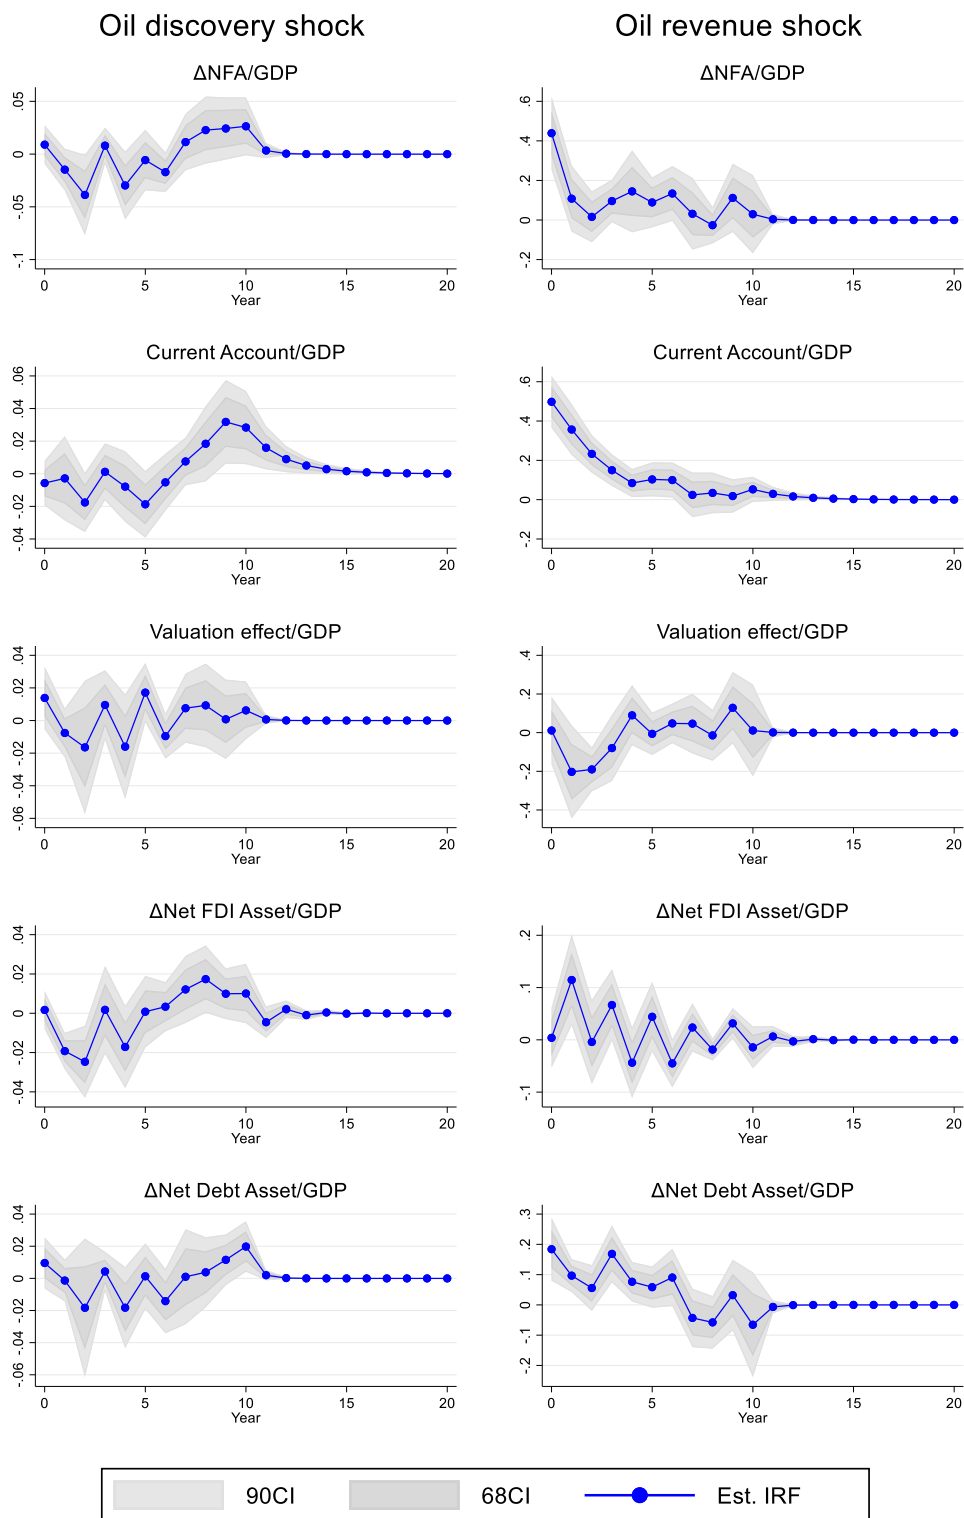 Oil discovery shock Oil revenue shock
ΔNFA/GDP ΔNFA/GDP
.05 0 -.05 -.1 .6 .4 .2 0 -.2
0 5 10 15 20 0 5 10 15 20
Year Year
Current Account/GDP Current Account/GDP
.06 .04 .02 0 -.02 -.04 .6 .4 .2 0 -.2
0 5 10 15 20 0 5 10 15 20
Year Year
Valuation effect/GDP Valuation effect/GDP
.04 .02 0 -.02 -.04 -.06 .4 .2 0 -.2 -.4
0 5 10 15 20 0 5 10 15 20
Year Year
ΔNet FDI Asset/GDP ΔNet FDI Asset/GDP
.04 .02 0 -.02 -.04 .2 .1 0 -.1
0 5 10 15 20 0 5 10 15 20
Year Year
ΔNet Debt Asset/GDP ΔNet Debt Asset/GDP
.04 .02 0 -.02 -.04 -.06 .3 .2 .1 0 -.1 -.2
0 5 10 15 20 0 5 10 15 20
Year Year
90CI 68CI Est. IRF